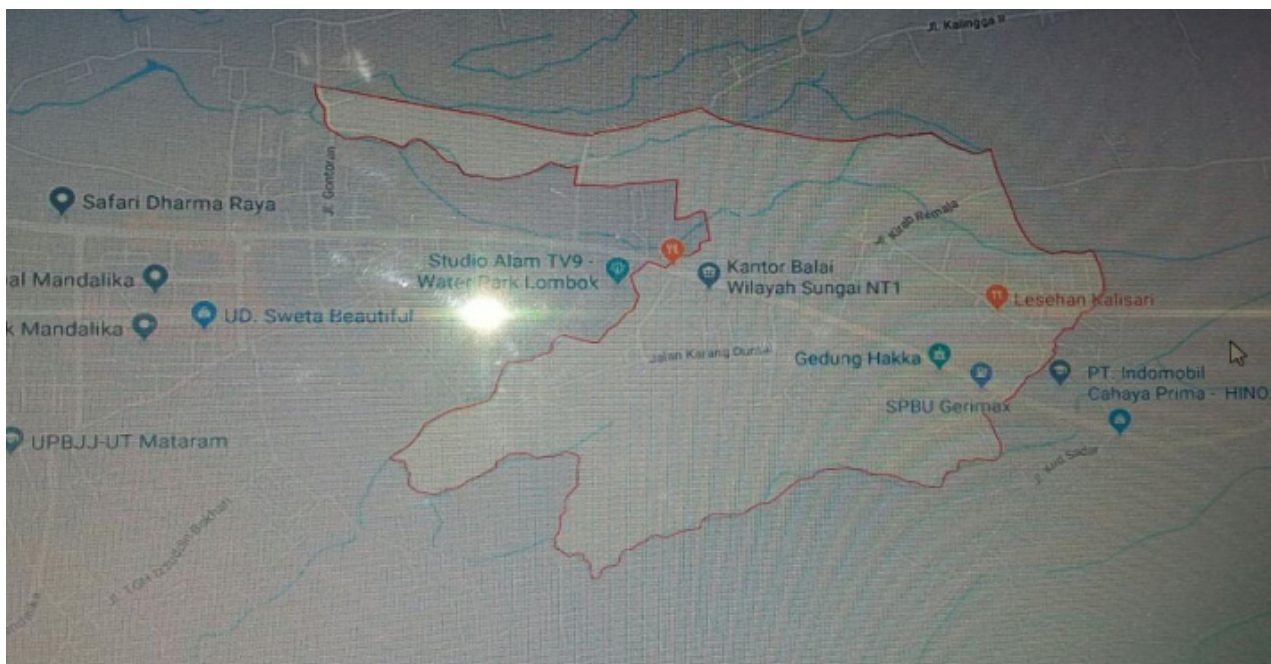 Jl. Kalingga II
Jl. Gontoran
Safari Dharma Raya
Kirab Remaja
Studio Alam TV9 -
Water Park Lombok
Kantor Balai
Wilayah Sungai NT1
al Mandalika
Lesehan Kalisari
UD. Sweta Beautiful
k Mandalika
Jalan Karang
Gedung Hakka
PT. Indomobil
Cahaya Prima - HINO
SPBU Gerimax
UPBJJ-UT Mataram
Jl. TGH